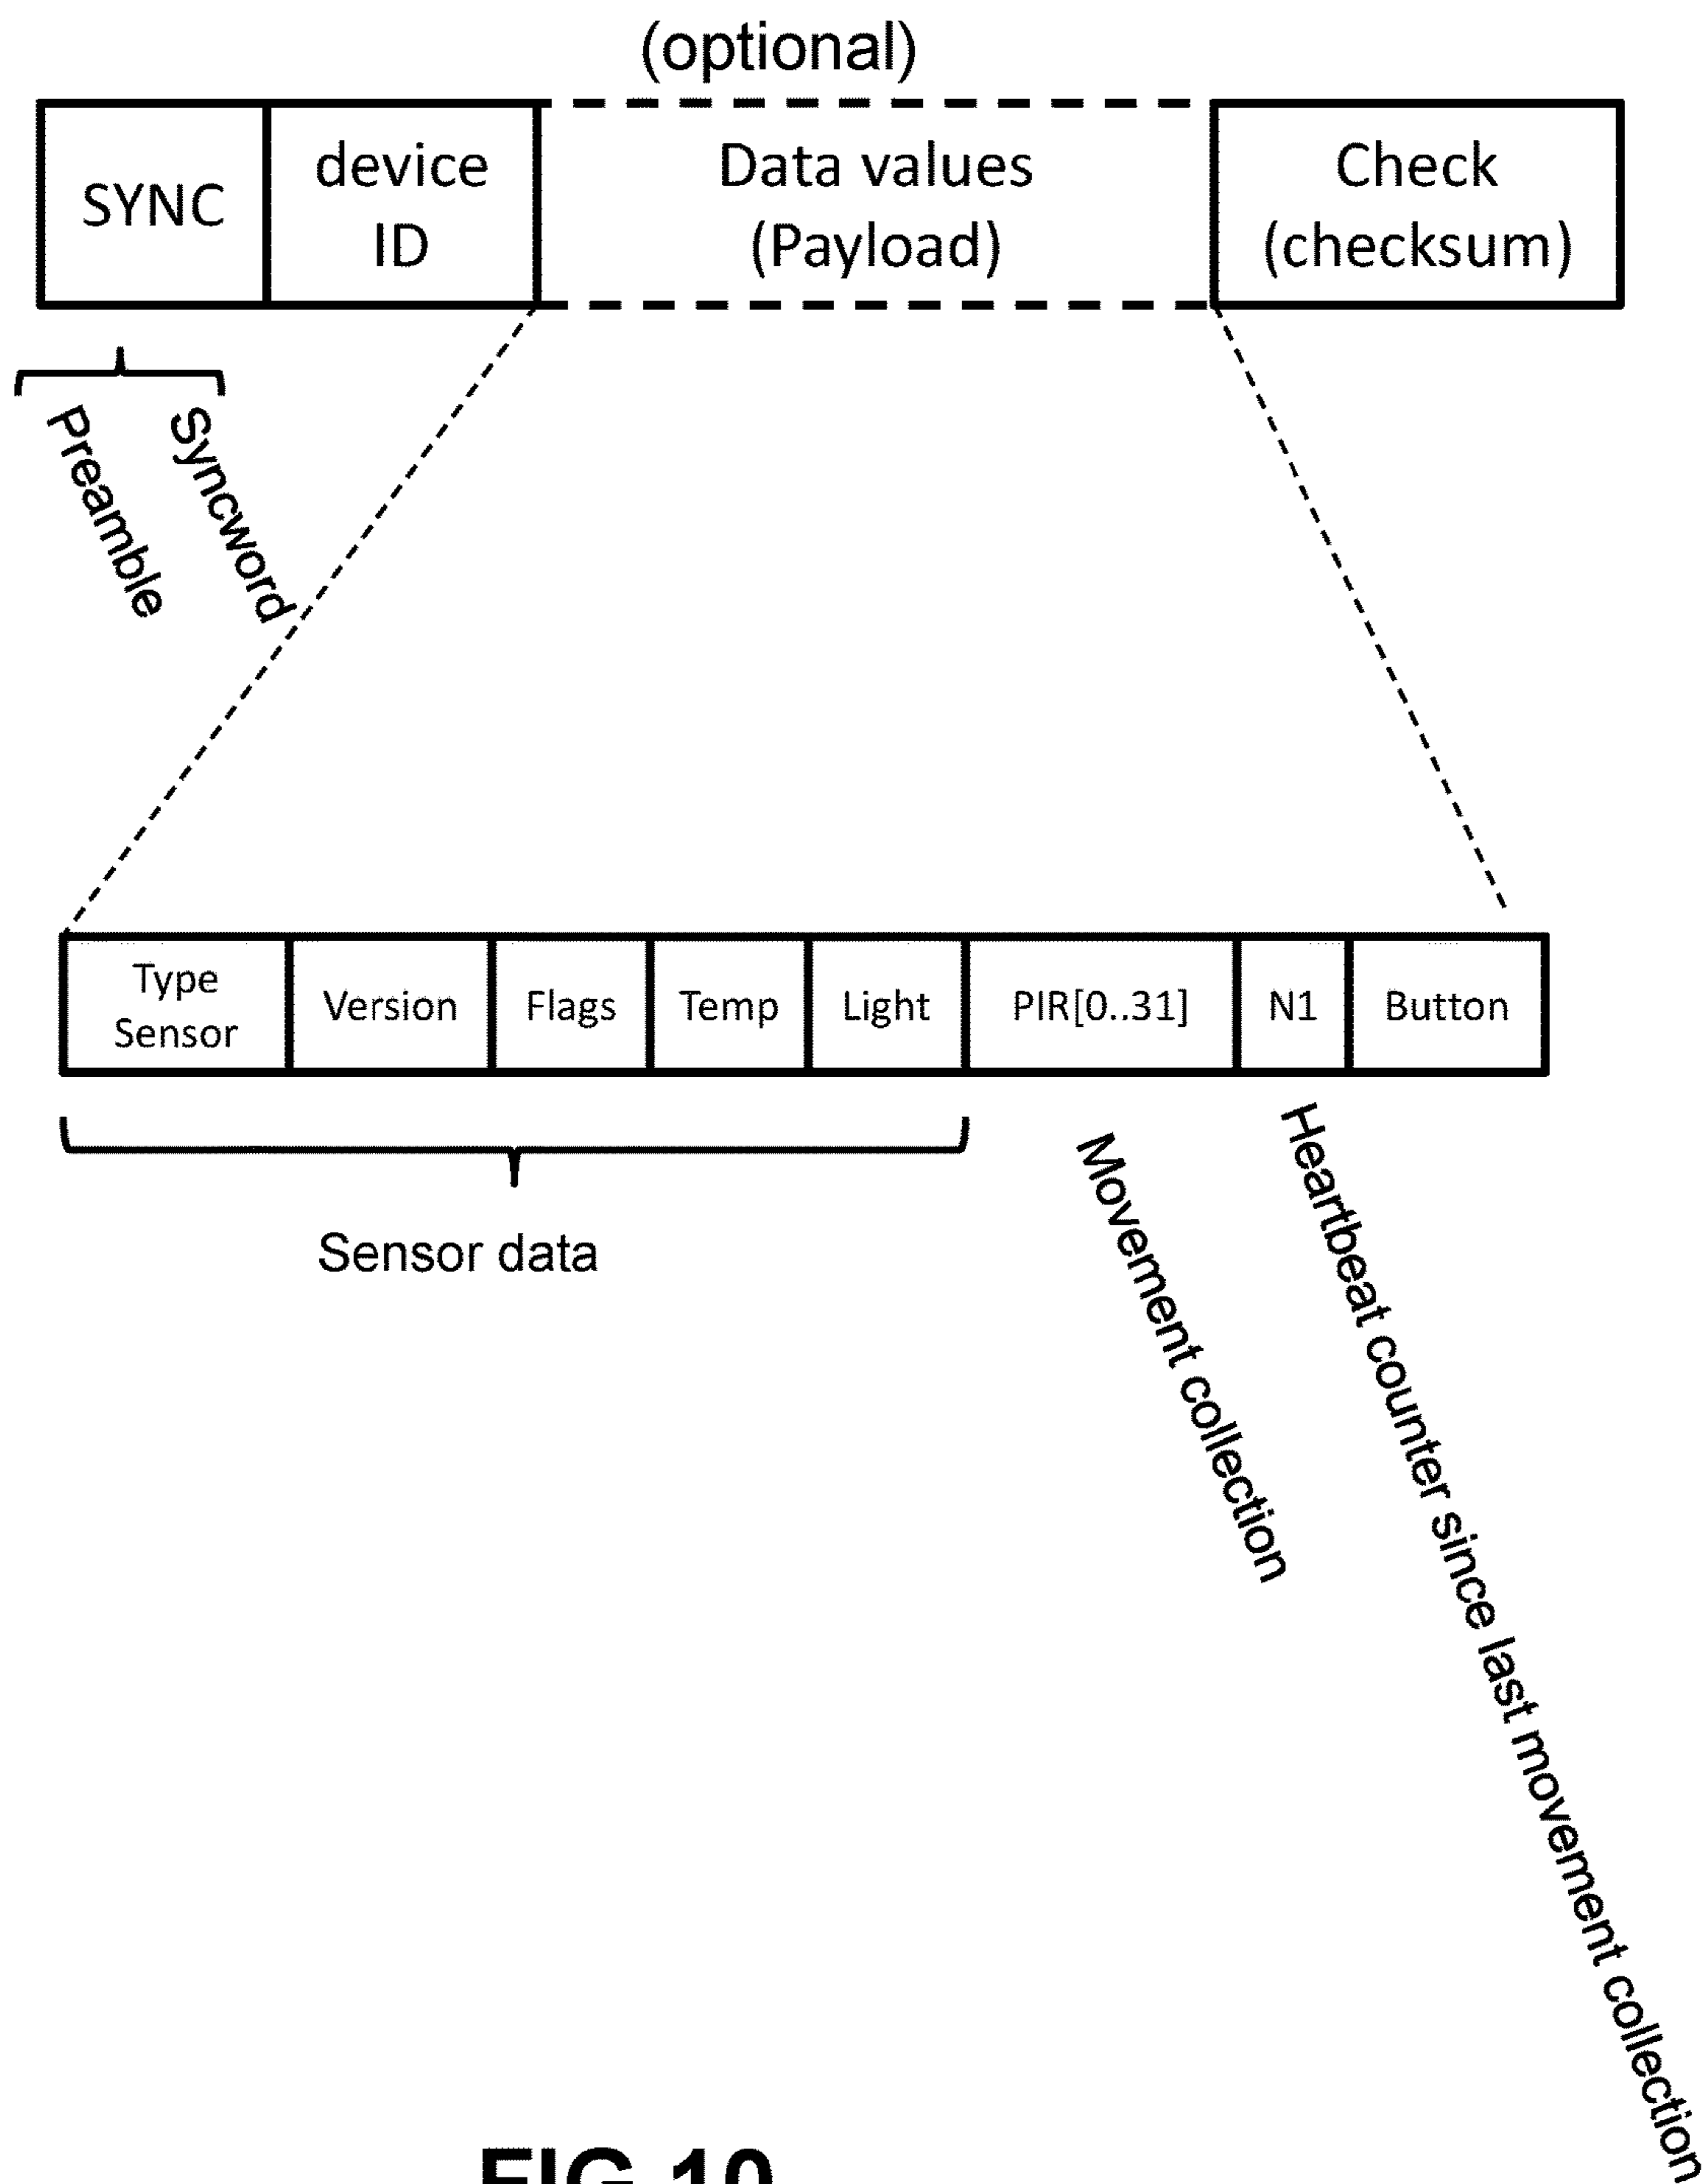 (optional)
SYNC
device
ID
Data values
(Payload)
Check
(checksum)
Preamble
Syncword
Type
Sensor
Version
Flags
Temp
Light
PIR[0..31]
N1
Button
Sensor data
Movement collection
Heartbeat counter since last movement collection
FIG 10